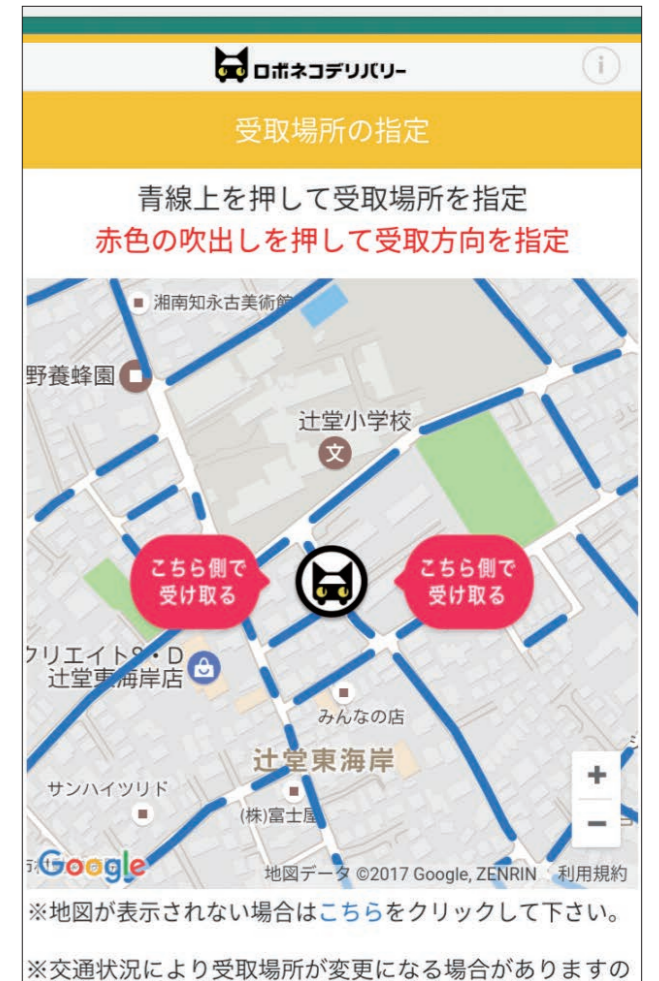 ロボネコデリバリー
i
受取場所の指定
青線上を押して受取場所を指定
赤色の吹出しを押して受取方向を指定
湘南知永古美術館
野養蜂園
辻堂小学校
文
こちら側で
受け取る
こちら側で
受け取る
クリエイトS・D
辻堂東海岸店
みんなの店
辻堂東海岸
サンハイツリド
(株)富士屋
+
−
Google
地図データ ©2017 Google, ZENRIN
利用規約
※地図が表示されない場合はこちらをクリックして下さい。
※交通状況により受取場所が変更になる場合がありますの